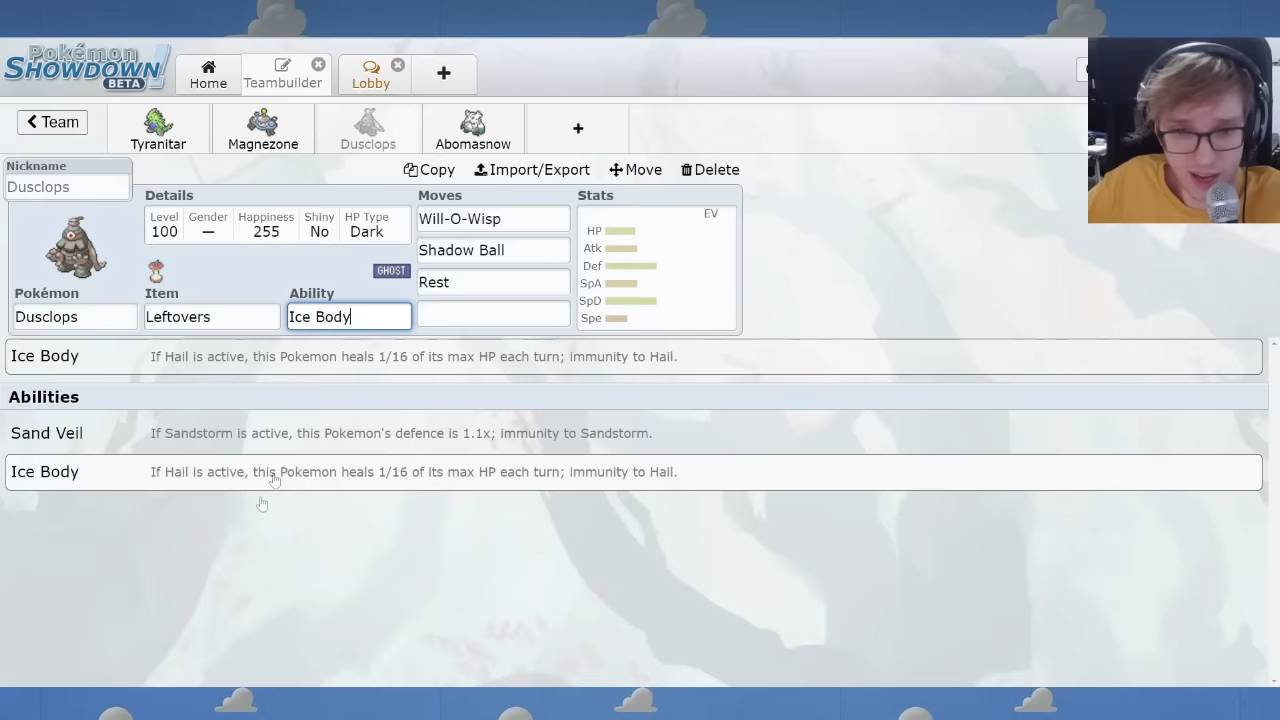 Pokémon
SHOWDOWN!
BETA
Home
Teambuilder
Lobby
+
< Team
Tyranitar
Magnezone
Dusclops
Abomasnow
+
Nickname
Dusclops
Copy
Import/Export
Move
Delete
Details
Level
100
Gender
—
Happiness
255
Shiny
No
HP Type
Dark
GHOST
Pokémon
Dusclops
Item
Leftovers
Ability
Ice Body
Moves
Will-O-Wisp
Shadow Ball
Rest
Stats
EV
HP
Atk
Def
SpA
SpD
Spe
Ice Body If Hail is active, this Pokemon heals 1/16 of its max HP each turn; immunity to Hail.
Abilities
Sand Veil If Sandstorm is active, this Pokemon's defence is 1.1x; immunity to Sandstorm.
Ice Body If Hail is active, this Pokemon heals 1/16 of its max HP each turn; immunity to Hail.